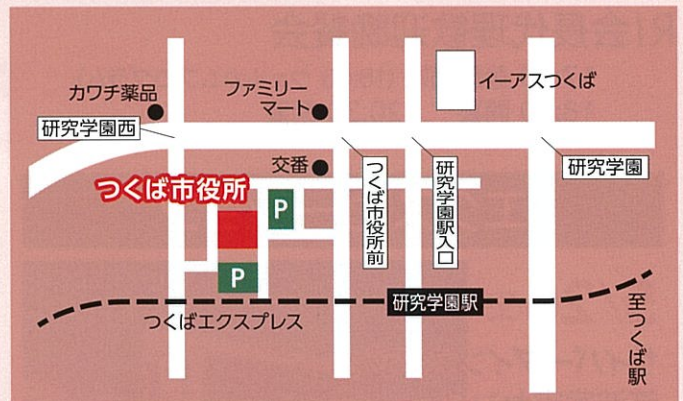 カワチ薬品
ファミリー
マート
イーアスつくば
研究学園西
交番
つくば市役所前
研究学園駅入口
研究学園
つくば市役所
P
P
研究学園駅
つくばエクスプレス
至つくば駅